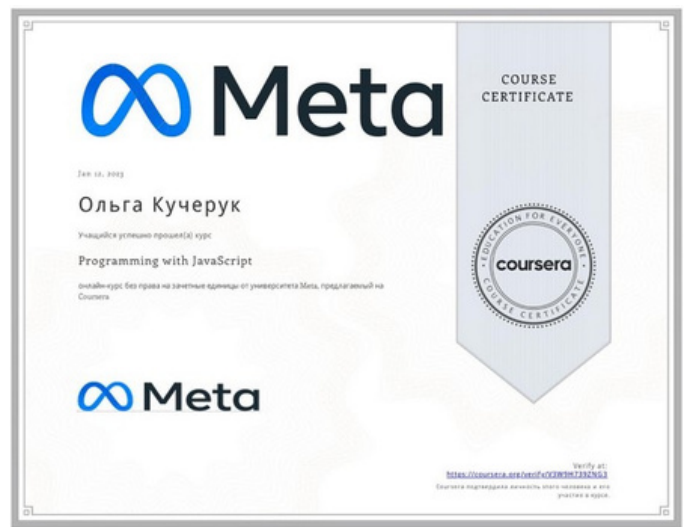 Meta
COURSE
CERTIFICATE
Jan 12, 2023
Ольга Кучерук
Учащийся успешно прошел(а) курс
Programming with JavaScript
онлайн-курс без права на зачетные единицы от университета Meta, предлагаемый на
Coursera
EDUCATION FOR EVERYONE
coursera
COURSE CERTIFICATE
Meta
Verify at:
Coursera подтвердила личность этого человека и его
участие в курсе.